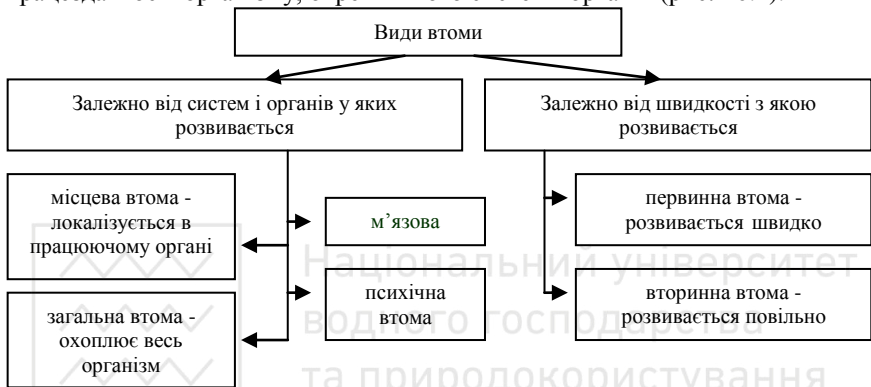 Види втоми
Залежно від систем і органів у яких
розвивається
Залежно від швидкості з якою
розвивається
місцева втома -
локалізується в
працюючому органі
м’язова
первинна втома -
розвивається швидко
загальна втома -
охоплює весь
організм
психічна
втома
вторинна втома -
розвивається повільно
Національний університет
водного господарства
та природокористування